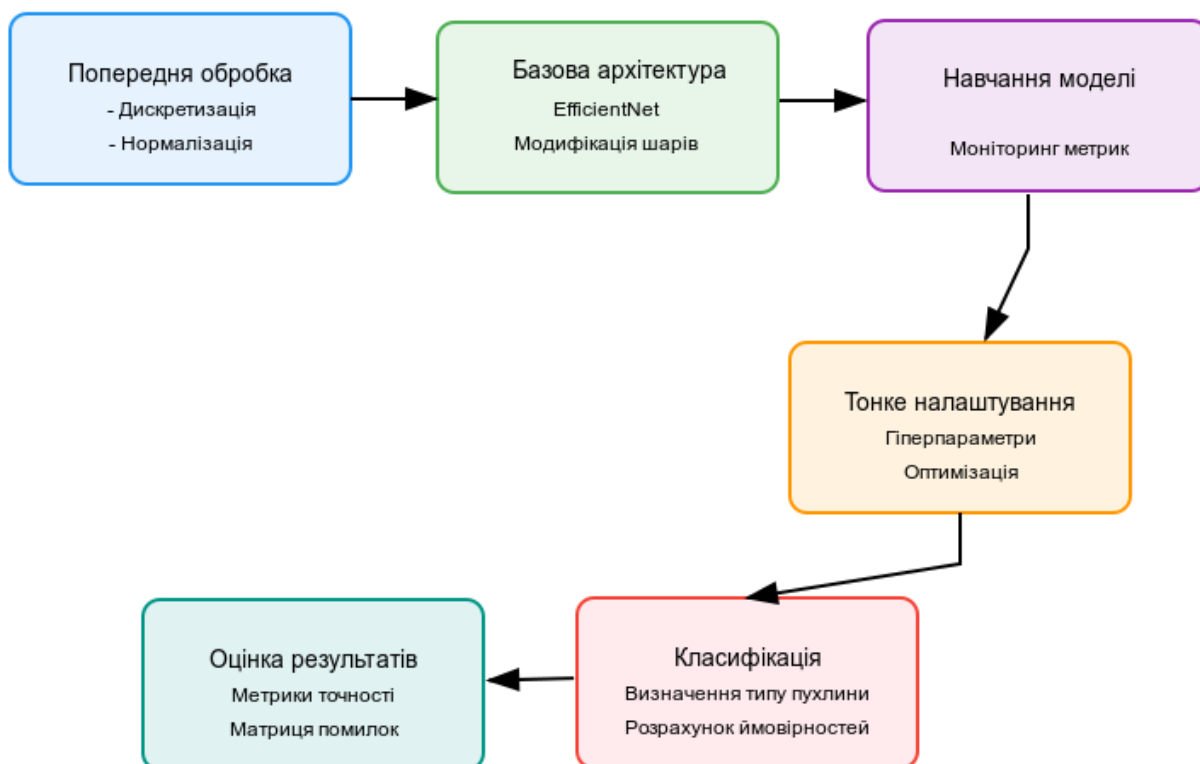 Попередня обробка
- Дискретизація
- Нормалізація
Базова архітектура
EfficientNet
Модифікація шарів
Навчання моделі
Моніторинг метрик
Тонке налаштування
Гіперпараметри
Оптимізація
Класифікація
Визначення типу пухлини
Розрахунок ймовірностей
Оцінка результатів
Метрики точності
Матриця помилок